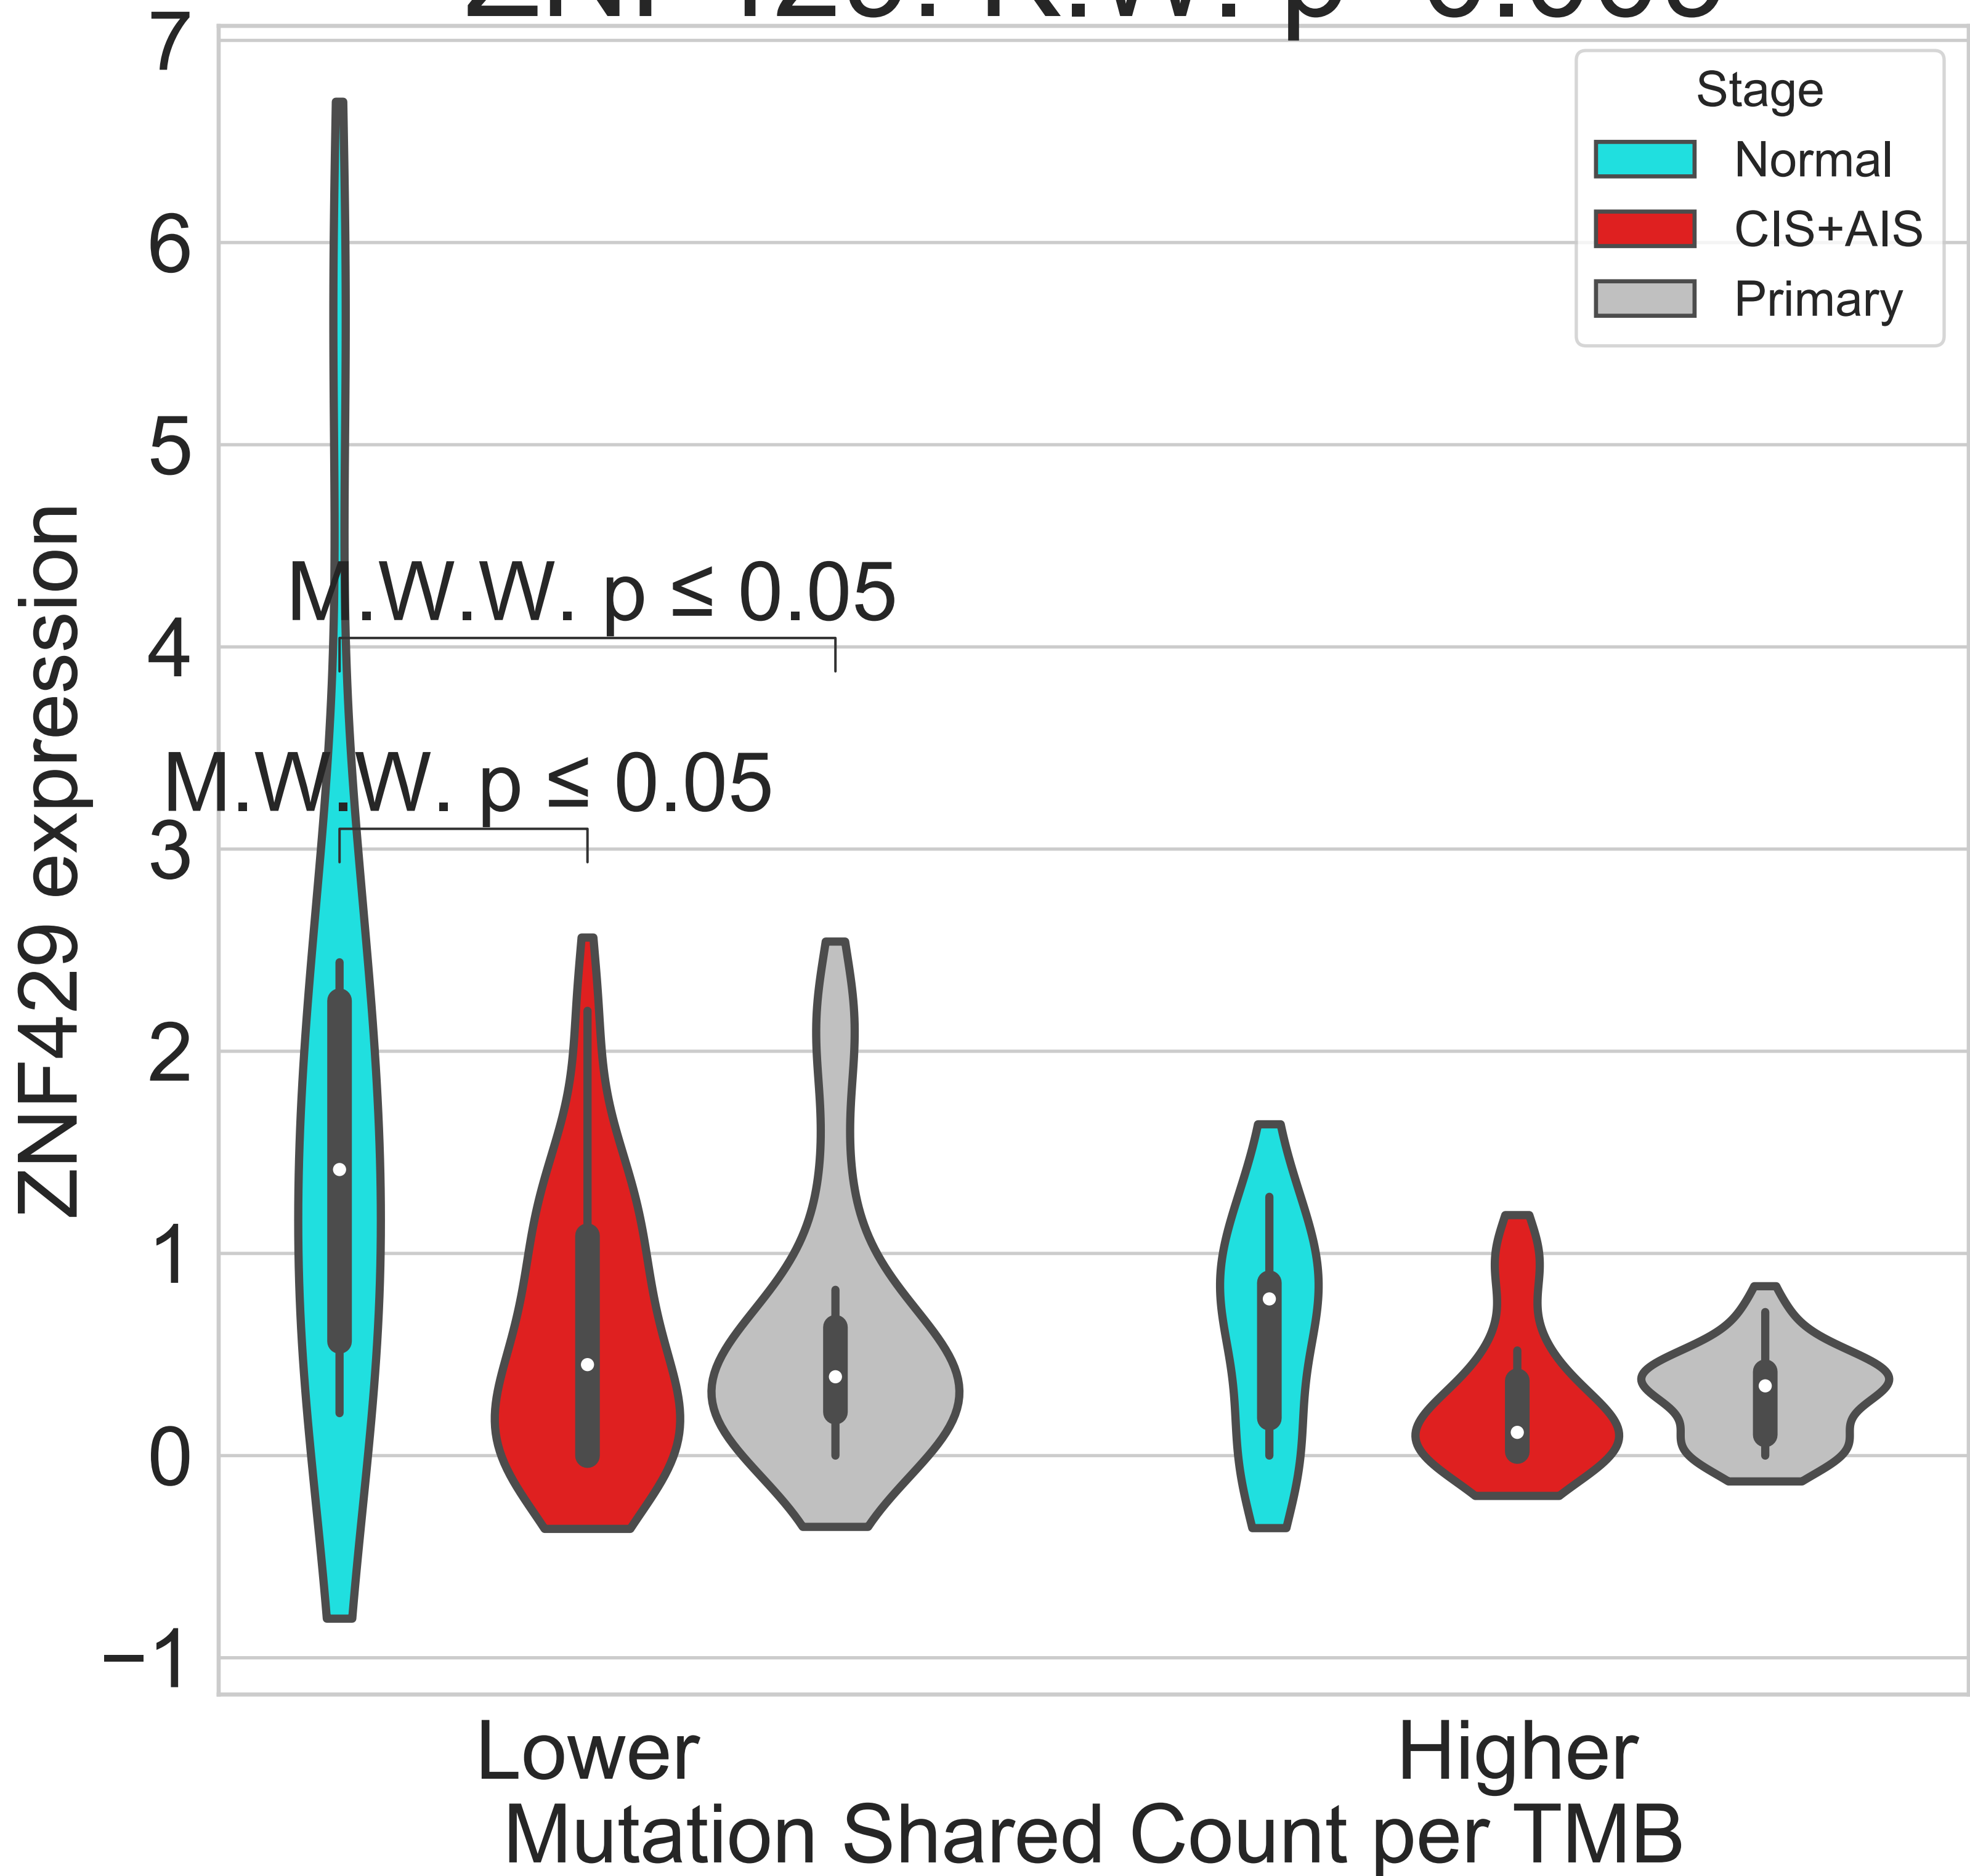 7
Stage
Normal
CIS+AIS
Primary
6
5
4
3
2
1
0
−1
M.W.W. p ≤ 0.05
M.W.W. p ≤ 0.05
ZNF429 expression
Lower
Higher
Mutation Shared Count per TMB